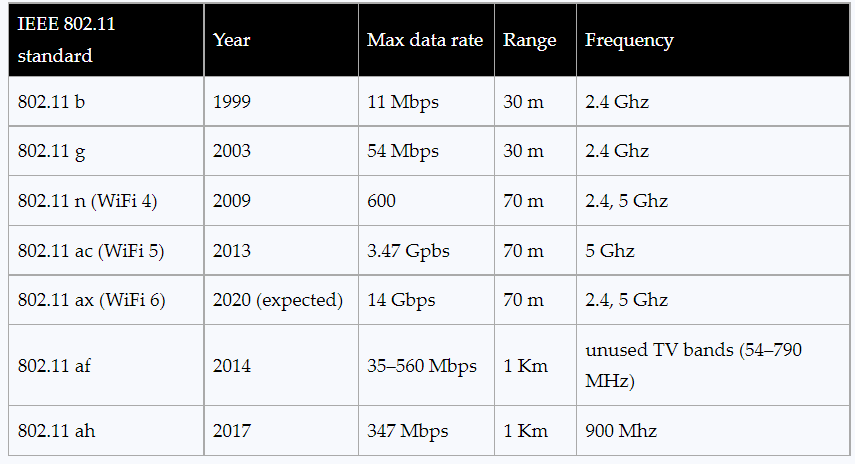 IEEE 802.11 standard Year Max data rate Range Frequency
802.11 b 1999 11 Mbps 30 m 2.4 Ghz
802.11 g 2003 54 Mbps 30 m 2.4 Ghz
802.11 n (WiFi 4) 2009 600 70 m 2.4, 5 Ghz
802.11 ac (WiFi 5) 2013 3.47 Gpbs 70 m 5 Ghz
802.11 ax (WiFi 6) 2020 (expected) 14 Gbps 70 m 2.4, 5 Ghz
802.11 af 2014 35–560 Mbps 1 Km unused TV bands (54–790 MHz)
802.11 ah 2017 347 Mbps 1 Km 900 Mhz